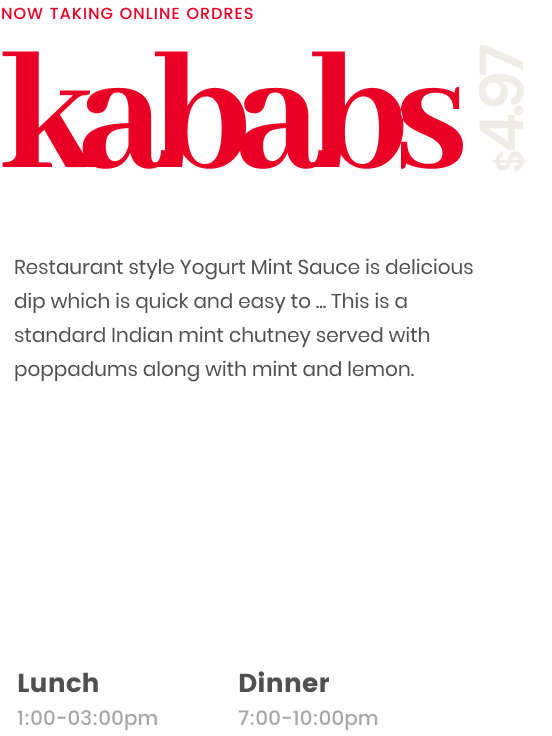 NOW TAKING ONLINE ORDRES
kababs
$4.97
Restaurant style Yogurt Mint Sauce is delicious
dip which is quick and easy to ... This is a
standard Indian mint chutney served with
poppadums along with mint and lemon.
Lunch
1:00-03:00pm
Dinner
7:00-10:00pm